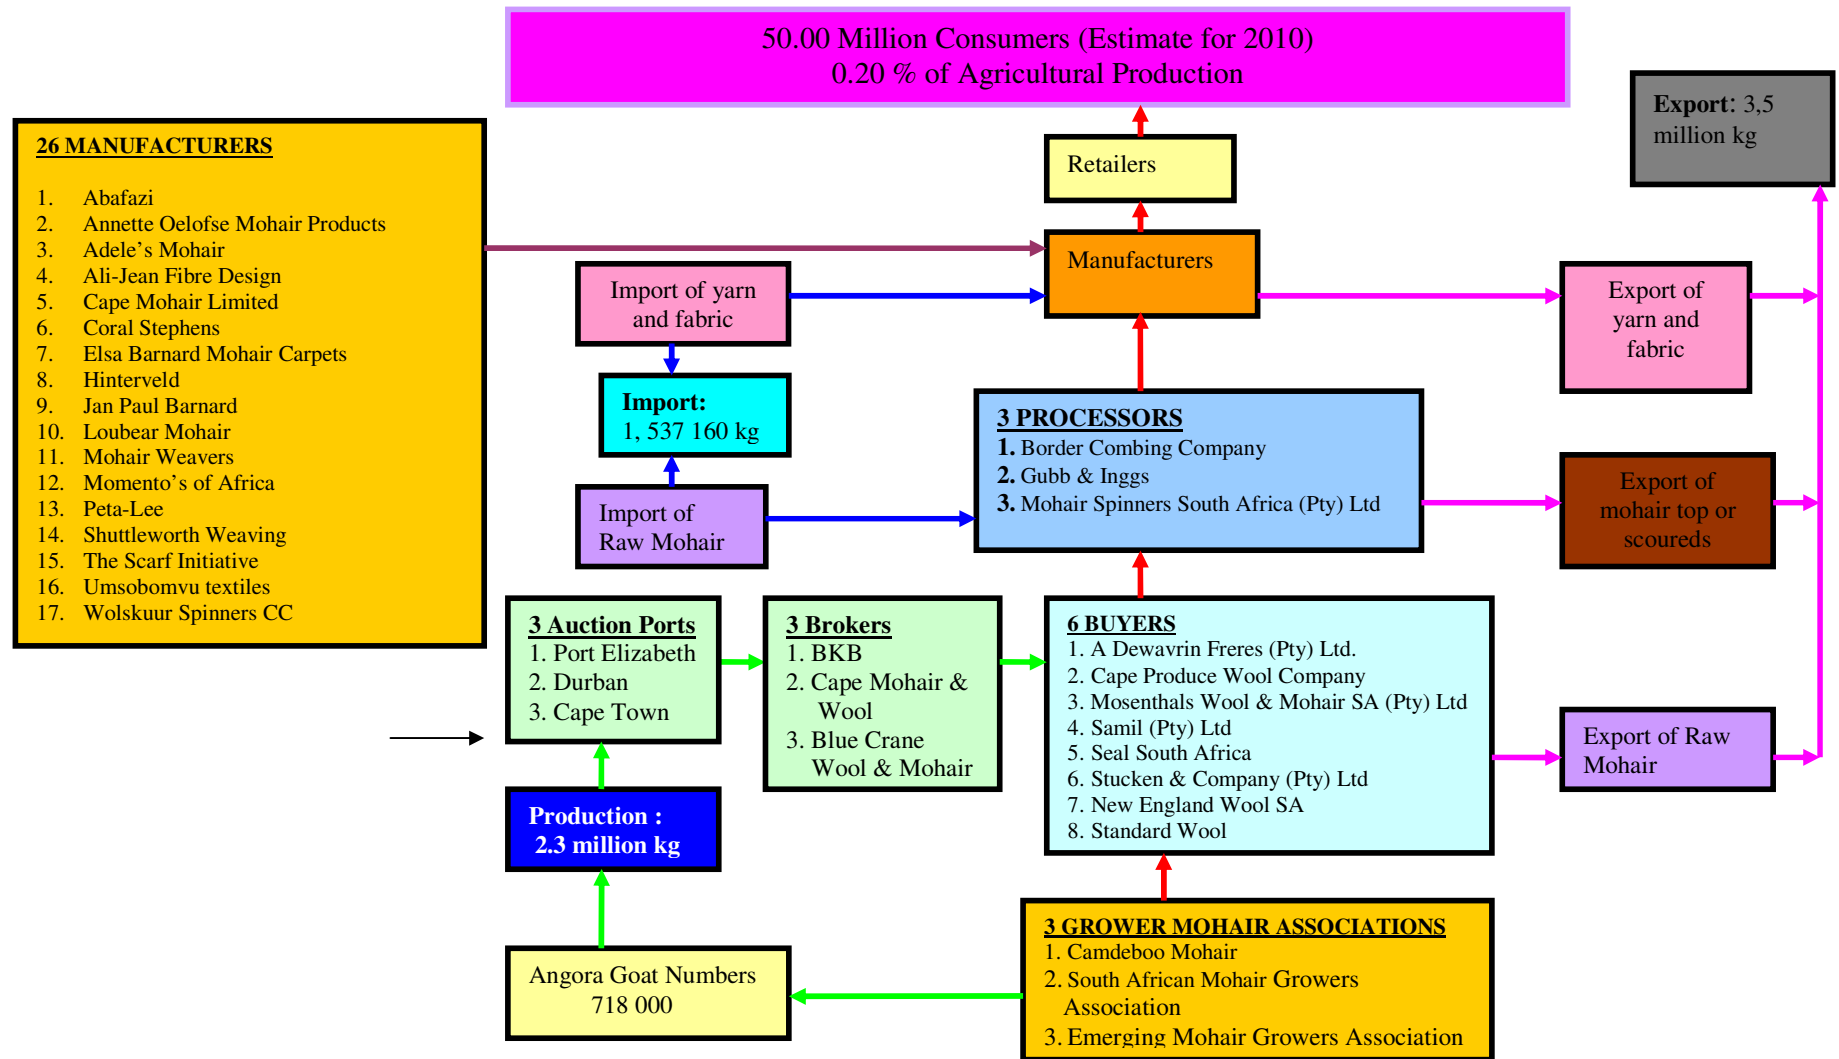 50.00 Million Consumers (Estimate for 2010)
0.20 % of Agricultural Production
Export: 3,5
million kg
26 MANUFACTURERS
1. Abafazi
2. Annette Oelofse Mohair Products
3. Adele’s Mohair
4. Ali-Jean Fibre Design
5. Cape Mohair Limited
6. Coral Stephens
7. Elsa Barnard Mohair Carpets
8. Hinterveld
9. Jan Paul Barnard
10. Loubear Mohair
11. Mohair Weavers
12. Momento’s of Africa
13. Peta-Lee
14. Shuttleworth Weaving
15. The Scarf Initiative
16. Umsobomvu textiles
17. Wolskuur Spinners CC
Retailers
Manufacturers
Import of yarn
and fabric
Export of
yarn and
fabric
Import:
1, 537 160 kg
3 PROCESSORS
1. Border Combing Company
2. Gubb & Inggs
3. Mohair Spinners South Africa (Pty) Ltd
Import of
Raw Mohair
Export of
mohair top or
scoureds
3 Auction Ports
1. Port Elizabeth
2. Durban
3. Cape Town
3 Brokers
1. BKB
2. Cape Mohair &
Wool
3. Blue Crane
Wool & Mohair
6 BUYERS
1. A Dewavrin Freres (Pty) Ltd.
2. Cape Produce Wool Company
3. Mosenthals Wool & Mohair SA (Pty) Ltd
4. Samil (Pty) Ltd
5. Seal South Africa
6. Stucken & Company (Pty) Ltd
7. New England Wool SA
8. Standard Wool
Export of Raw
Mohair
Production :
2.3 million kg
Angora Goat Numbers
718 000
3 GROWER MOHAIR ASSOCIATIONS
1. Camdeboo Mohair
2. South African Mohair Growers
Association
3. Emerging Mohair Growers Association